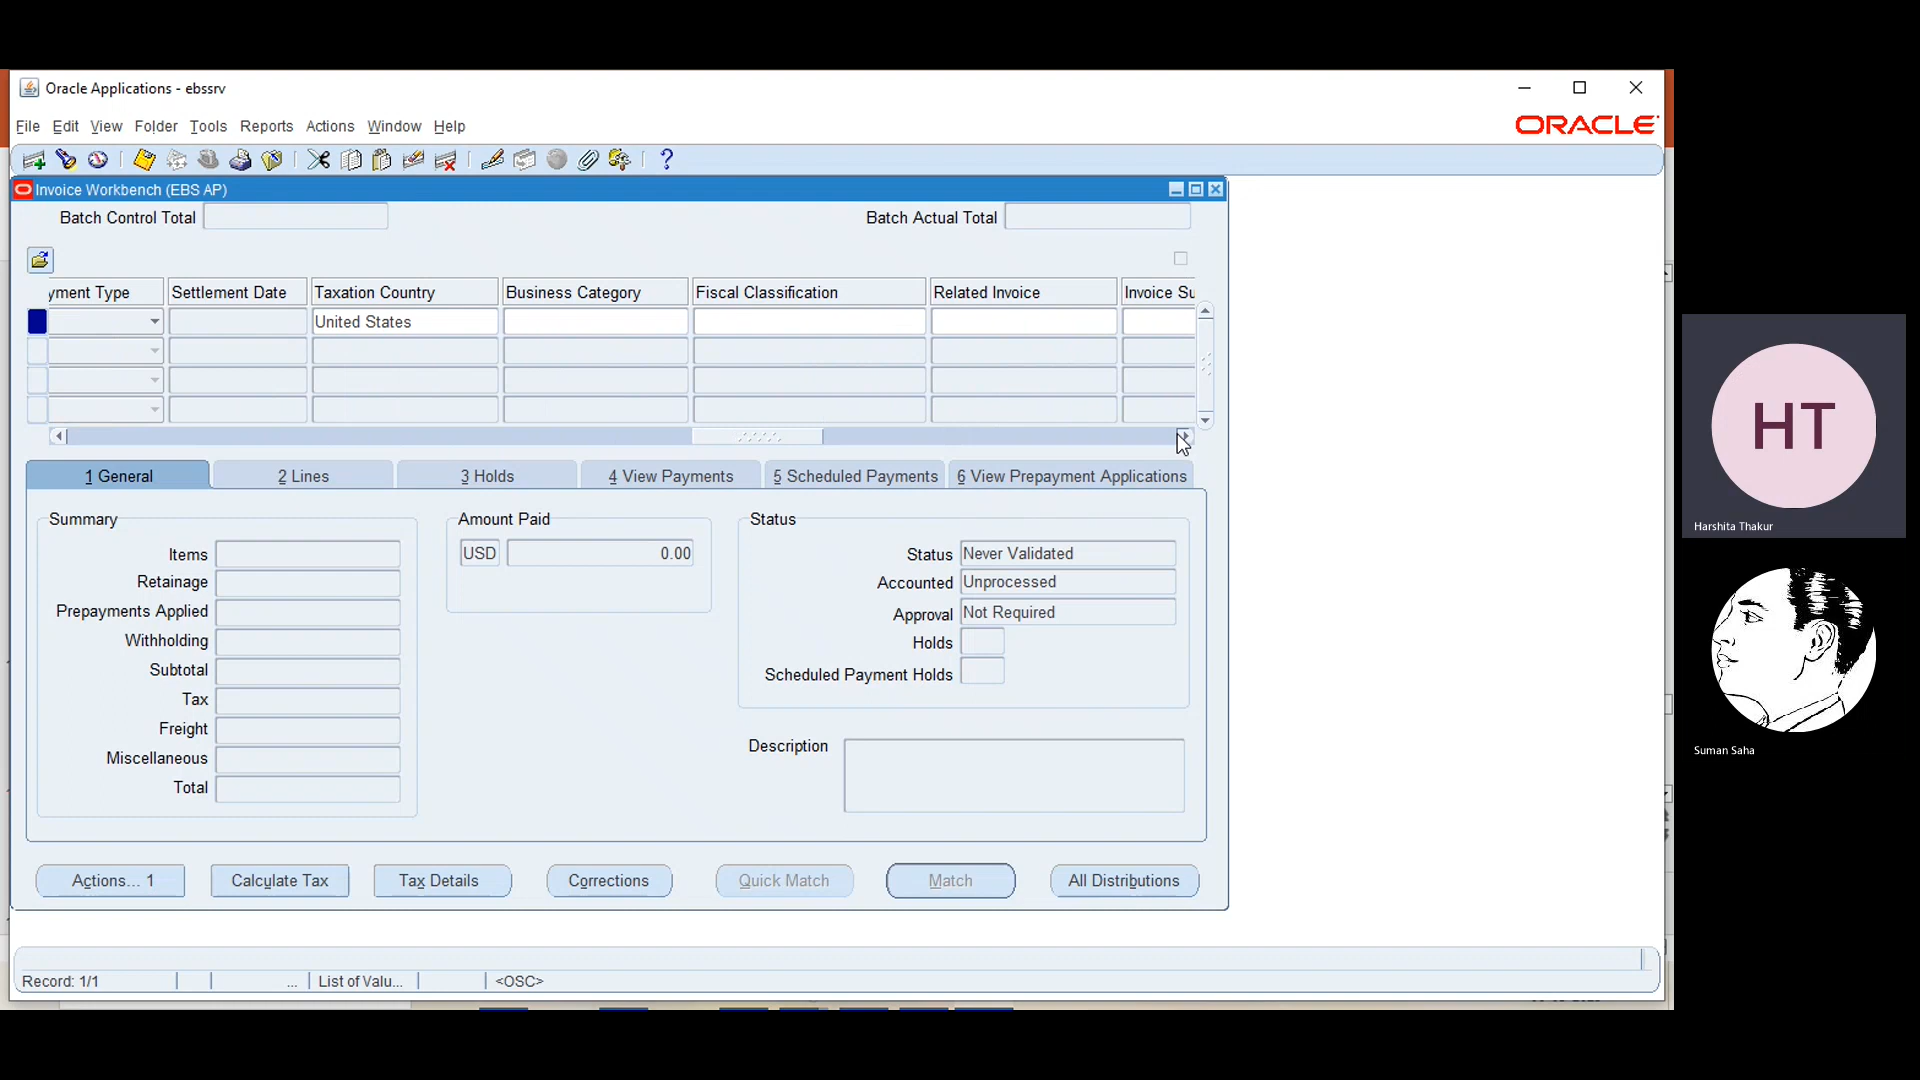 Oracle Applications - ebssrv
File Edit View Folder Tools Reports Actions Window Help
ORACLE
Invoice Workbench (EBS AP)
Batch Control Total
Batch Actual Total
yment Type Settlement Date Taxation Country Business Category Fiscal Classification Related Invoice Invoice Su
United States
1 General 2 Lines 3 Holds 4 View Payments 5 Scheduled Payments 6 View Prepayment Applications
Summary
Items
Retainage
Prepayments Applied
Withholding
Subtotal
Tax
Freight
Miscellaneous
Total
Amount Paid
USD 0.00
Status
Status Never Validated
Accounted Unprocessed
Approval Not Required
Holds
Scheduled Payment Holds
Description
Actions... 1 Calculate Tax Tax Details Corrections Quick Match Match All Distributions
Record: 1/1 ... List of Valu... <OSC>
HT
Harshita Thakur
Suman Saha